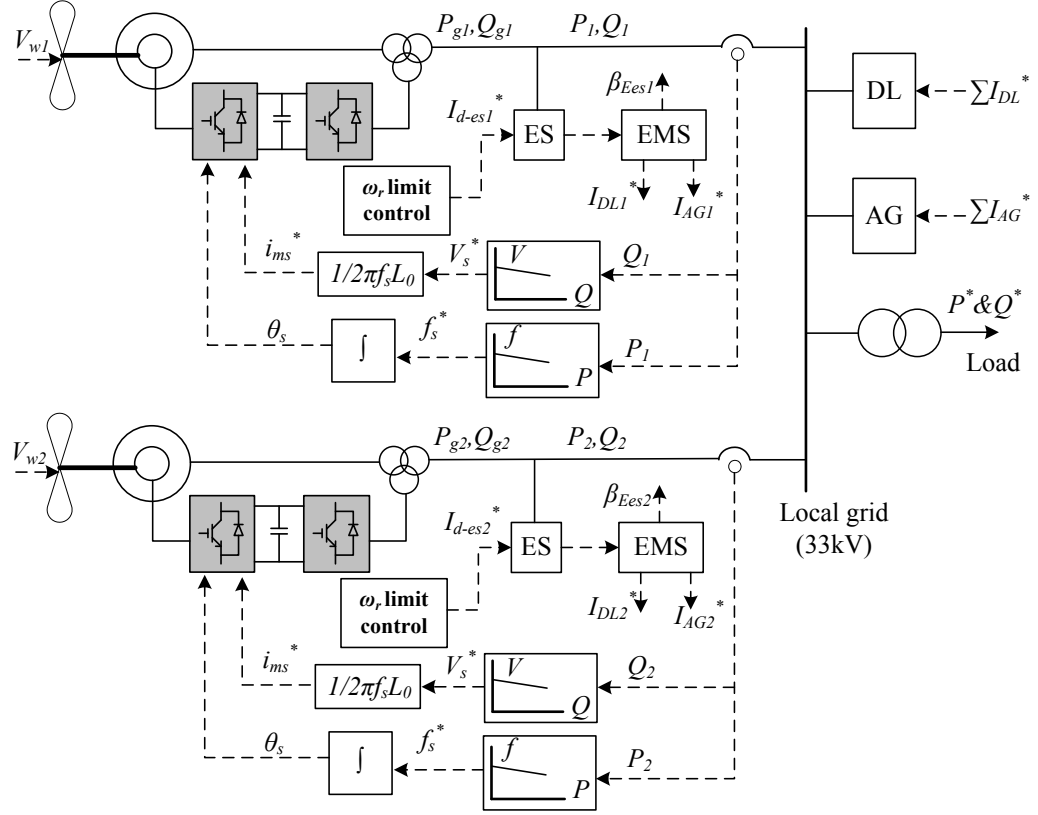 P_g1,Q_g1
P_1,Q_1
V_w1
β_Ees1
DL
∑I_DL^*
I_d-es1^*
ES
EMS
ω_r limit
control
I_DL1^*
I_AG1^*
AG
∑I_AG^*
i_ms^*
1/2πf_sL_0
V_s^*
V
Q
Q_1
P^*&Q^*
Load
θ_s
∫
f_s^*
f
P
P_1
P_g2,Q_g2
P_2,Q_2
V_w2
β_Ees2
Local grid
(33kV)
I_d-es2^*
ES
EMS
ω_r limit
control
I_DL2^*
I_AG2^*
i_ms^*
1/2πf_sL_0
V_s^*
V
Q
Q_2
θ_s
∫
f_s^*
f
P
P_2